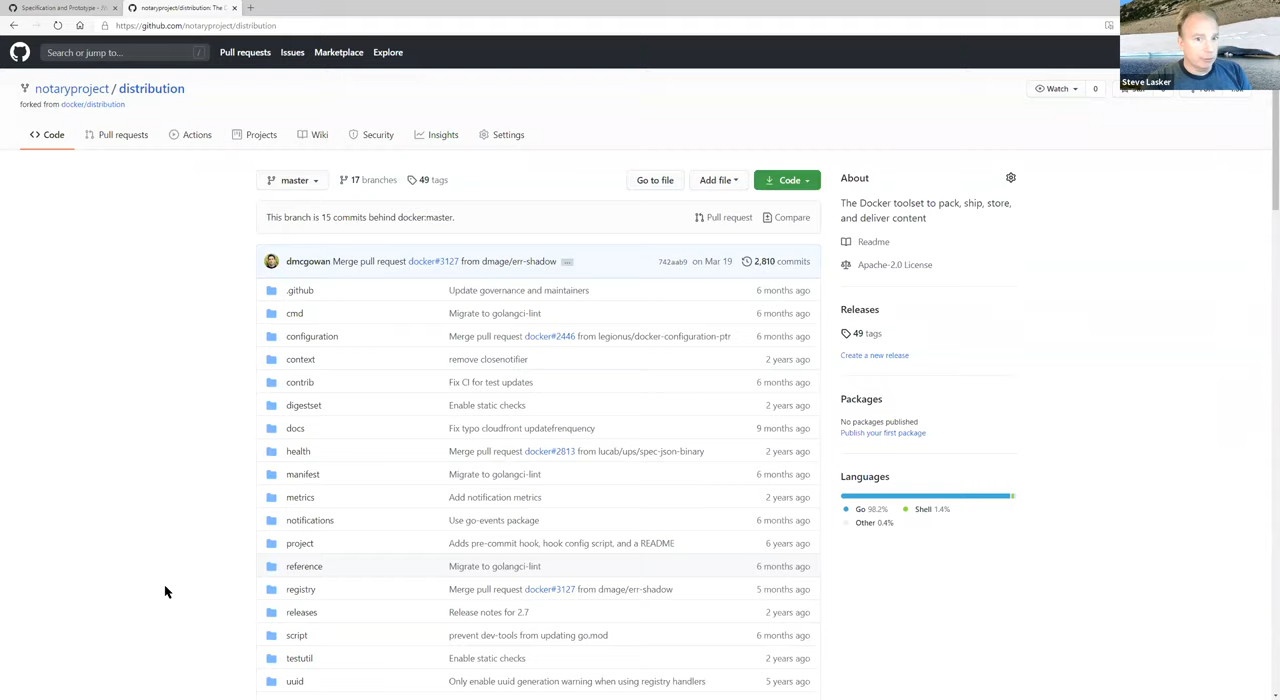 Specification and Prototype - /N
notaryproject/distribution: The D
https://github.com/notaryproject/distribution
Search or jump to...
/
Pull requests
Issues
Marketplace
Explore
Steve Lasker
notaryproject / distribution
forked from docker/distribution
Watch
0
Code
Pull requests
Actions
Projects
Wiki
Security
Insights
Settings
master
17 branches
49 tags
Go to file
Add file
Code
This branch is 15 commits behind docker:master.
Pull request
Compare
dmcgowan Merge pull request docker#3127 from dmage/err-shadow ...
742aab9 on Mar 19
2,810 commits
.github Update governance and maintainers 6 months ago
cmd Migrate to golangci-lint 6 months ago
configuration Merge pull request docker#2446 from legionus/docker-configuration-ptr 6 months ago
context remove closenotifier 2 years ago
contrib Fix CI for test updates 6 months ago
digestset Enable static checks 2 years ago
docs Fix typo cloudfront updatefrenquency 9 months ago
health Merge pull request docker#2813 from lucab/ups/spec-json-binary 2 years ago
manifest Migrate to golangci-lint 6 months ago
metrics Add notification metrics 2 years ago
notifications Use go-events package 6 months ago
project Adds pre-commit hook, hook config script, and a README 6 years ago
reference Migrate to golangci-lint 6 months ago
registry Merge pull request docker#3127 from dmage/err-shadow 5 months ago
releases Release notes for 2.7 2 years ago
script prevent dev-tools from updating go.mod 6 months ago
testutil Enable static checks 2 years ago
uuid Only enable uuid generation warning when using registry handlers 5 years ago
About
The Docker toolset to pack, ship, store,
and deliver content
Readme
Apache-2.0 License
Releases
49 tags
Create a new release
Packages
No packages published
Publish your first package
Languages
Go 98.2%
Shell 1.4%
Other 0.4%